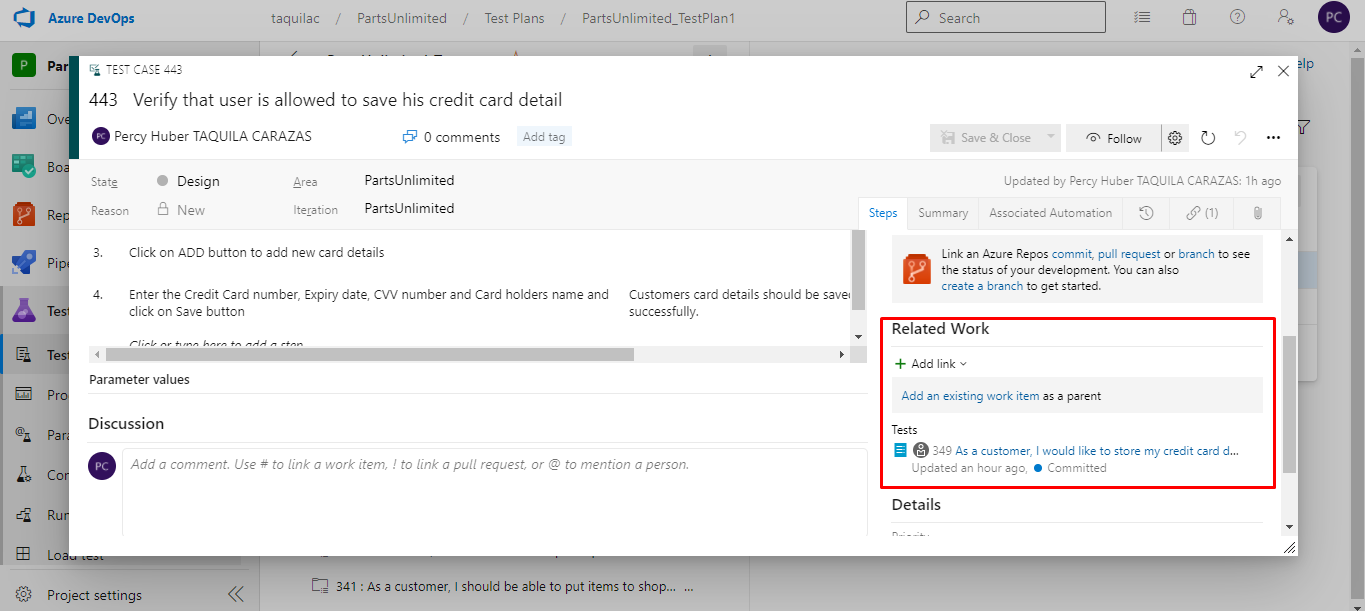 Azure DevOps
taquilac / PartsUnlimited / Test Plans / PartsUnlimited_TestPlan1
Search
PC
P Par
Ove
Boa
Rep
Pipe
Test
Test
Pro
Para
Con
Run
Load test
Project settings
elp
TEST CASE 443
443 Verify that user is allowed to save his credit card detail
PC Percy Huber TAQUILA CARAZAS
0 comments
Add tag
Save & Close
Follow
State Design
Area PartsUnlimited
Reason New
Iteration PartsUnlimited
Updated by Percy Huber TAQUILA CARAZAS: 1h ago
Steps Summary Associated Automation (1)
3. Click on ADD button to add new card details
4. Enter the Credit Card number, Expiry date, CVV number and Card holders name and
click on Save button
Customers card details should be saved
successfully.
Click or type here to add a step
Parameter values
Discussion
PC
Add a comment. Use # to link a work item, ! to link a pull request, or @ to mention a person.
Link an Azure Repos commit, pull request or branch to see
the status of your development. You can also
create a branch to get started.
Related Work
+ Add link
Add an existing work item as a parent
Tests
349 As a customer, I would like to store my credit card d...
Updated an hour ago, Committed
Details
Priority
341 : As a customer, I should be able to put items to shop... ...